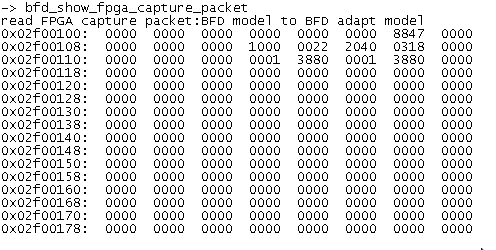 -> bfd_show_fpga_capture_packet
read FPGA capture packet:BFD model to BFD adapt model
0x02f00100:  0000  0000  0000  0000  0000  0000  8847  0000
0x02f00108:  0000  0000  0000  1000  0022  2040  0318  0000
0x02f00110:  0000  0000  0000  0001  3880  0001  3880  0000
0x02f00118:  0000  0000  0000  0000  0000  0000  0000  0000
0x02f00120:  0000  0000  0000  0000  0000  0000  0000  0000
0x02f00128:  0000  0000  0000  0000  0000  0000  0000  0000
0x02f00130:  0000  0000  0000  0000  0000  0000  0000  0000
0x02f00138:  0000  0000  0000  0000  0000  0000  0000  0000
0x02f00140:  0000  0000  0000  0000  0000  0000  0000  0000
0x02f00148:  0000  0000  0000  0000  0000  0000  0000  0000
0x02f00150:  0000  0000  0000  0000  0000  0000  0000  0000
0x02f00158:  0000  0000  0000  0000  0000  0000  0000  0000
0x02f00160:  0000  0000  0000  0000  0000  0000  0000  0000
0x02f00168:  0000  0000  0000  0000  0000  0000  0000  0000
0x02f00170:  0000  0000  0000  0000  0000  0000  0000  0000
0x02f00178:  0000  0000  0000  0000  0000  0000  0000  0000